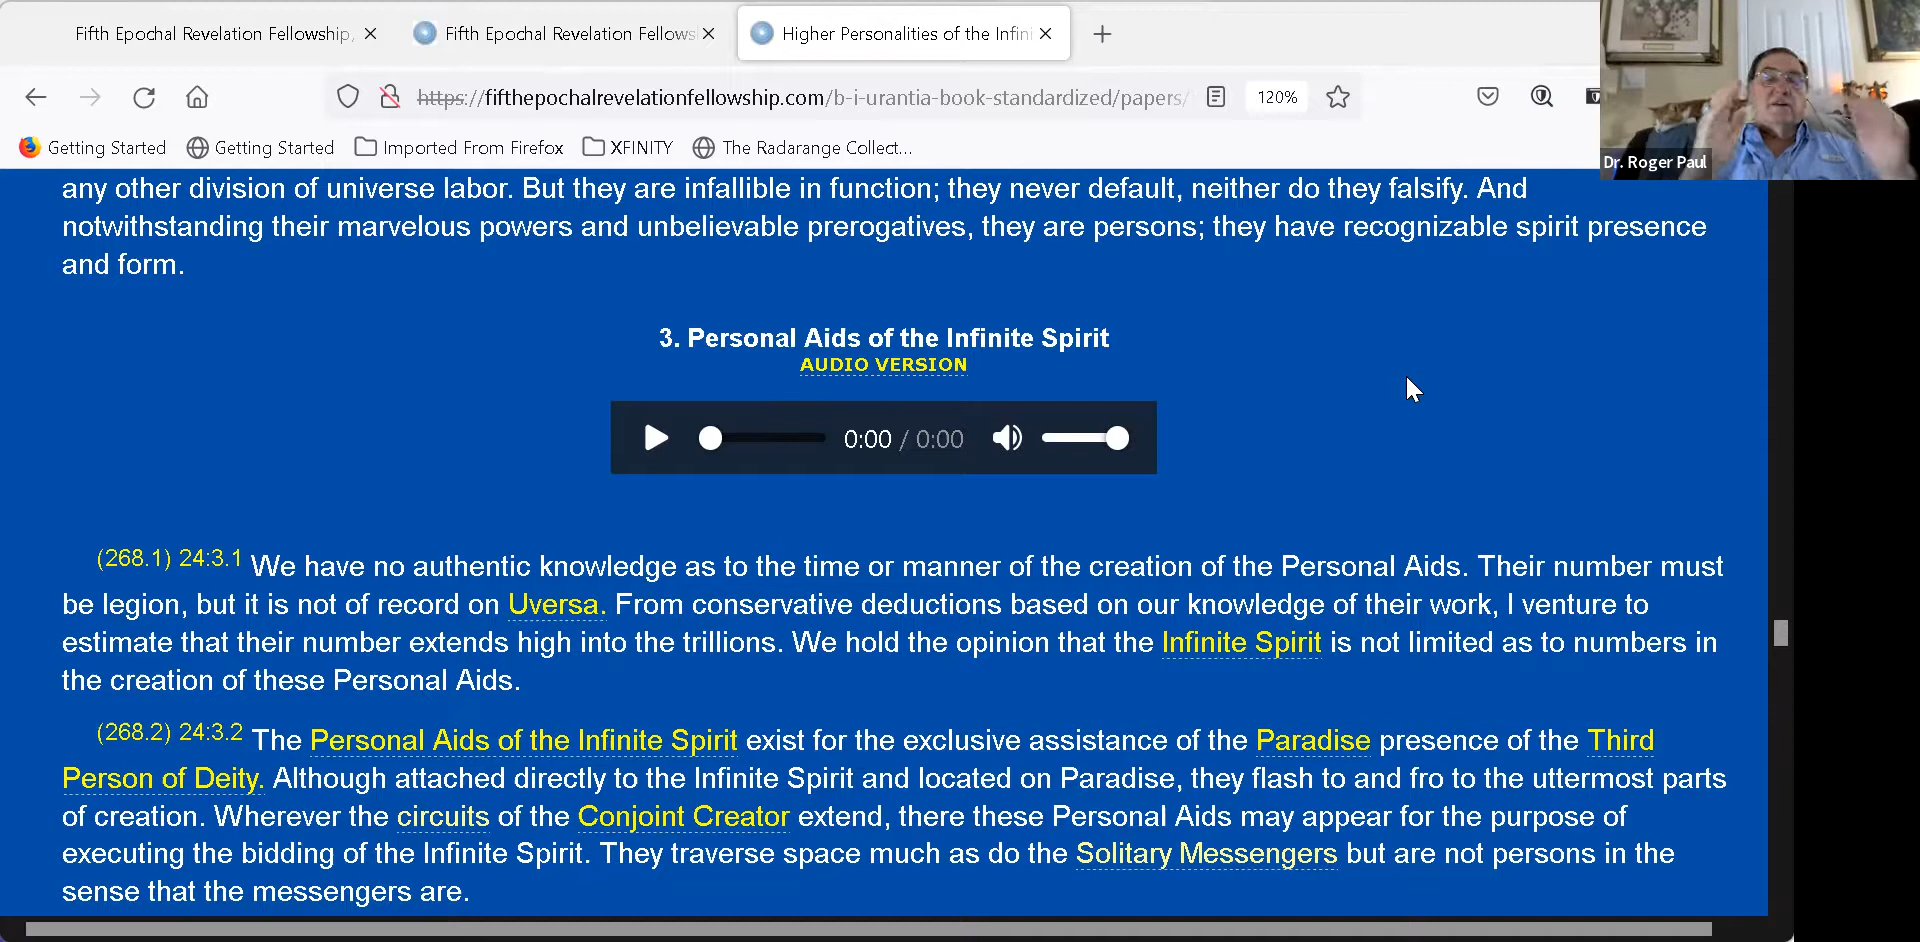 Fifth Epochal Revelation Fellowship,
Fifth Epochal Revelation Fellows
Higher Personalities of the Infini
https://fifthepochalrevelationfellowship.com/b-i-urantia-book-standardized/papers/
120%
Getting Started
Getting Started
Imported From Firefox
XFINITY
The Radarange Collect...
Dr. Roger Paul
any other division of universe labor. But they are infallible in function; they never default, neither do they falsify. And
notwithstanding their marvelous powers and unbelievable prerogatives, they are persons; they have recognizable spirit presence
and form.
3. Personal Aids of the Infinite Spirit
AUDIO VERSION
0:00 / 0:00
(268.1) 24:3.1 We have no authentic knowledge as to the time or manner of the creation of the Personal Aids. Their number must
be legion, but it is not of record on Uversa. From conservative deductions based on our knowledge of their work, I venture to
estimate that their number extends high into the trillions. We hold the opinion that the Infinite Spirit is not limited as to numbers in
the creation of these Personal Aids.
(268.2) 24:3.2 The Personal Aids of the Infinite Spirit exist for the exclusive assistance of the Paradise presence of the Third
Person of Deity. Although attached directly to the Infinite Spirit and located on Paradise, they flash to and fro to the uttermost parts
of creation. Wherever the circuits of the Conjoint Creator extend, there these Personal Aids may appear for the purpose of
executing the bidding of the Infinite Spirit. They traverse space much as do the Solitary Messengers but are not persons in the
sense that the messengers are.